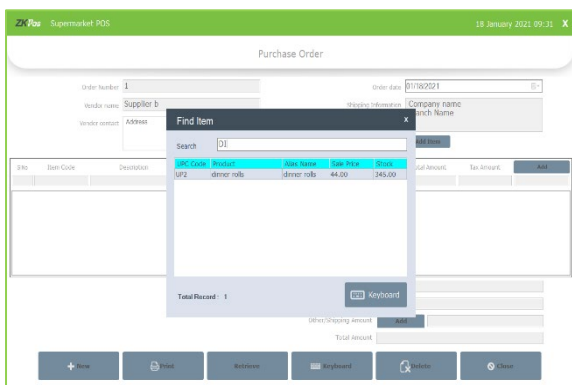 ZKPos Supermarket POS 18 January 2021 09:31 X
Purchase Order
Order Number 1 Order date 01/18/2021
Vendor name Supplier b Shipping Information Company name
Branch Name
Vendor contact Address
Find Item x
Add Item
Search DI
S.No Item Code Description Total Amount Tax Amount Add
UPC Code Product Alias Name Sale Price Stock
UP2 dinner rolls dinner rolls 44.00 345.00
Total Record : 1 Keyboard
Other/Shipping Amount Add
Total Amount
New Print Retrieve Keyboard Delete Close